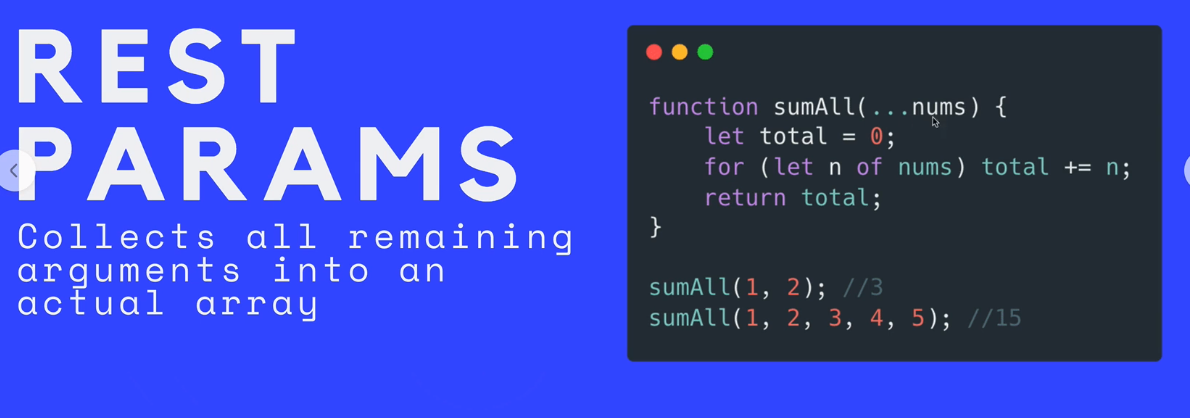 REST
PARAMS
Collects all remaining
arguments into an
actual array
function sumAll(...nums) {
    let total = 0;
    for (let n of nums) total += n;
    return total;
}
sumAll(1, 2); //3
sumAll(1, 2, 3, 4, 5); //15